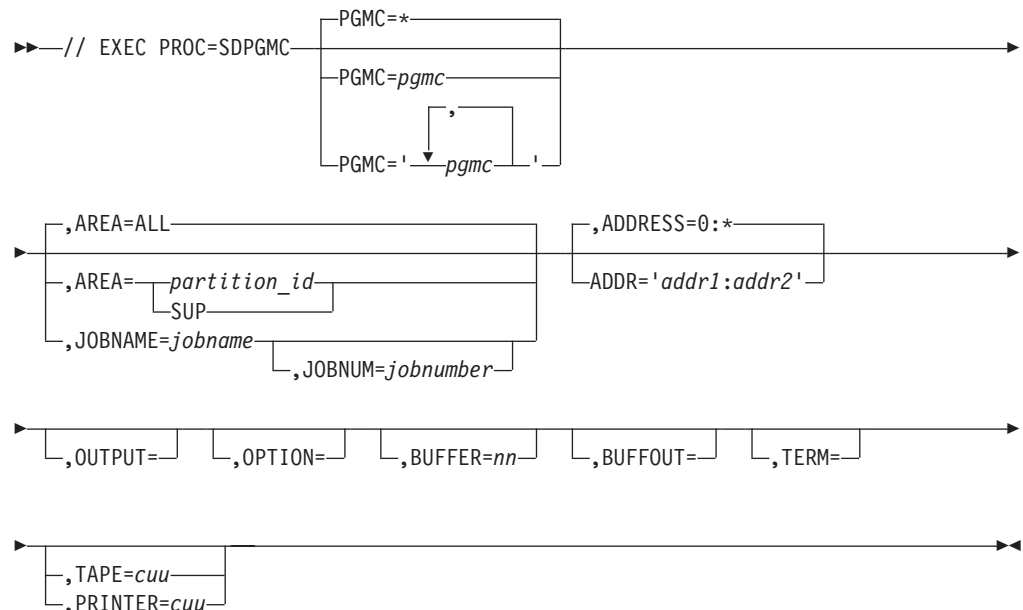 PGMC=*
// EXEC PROC=SDPGMC
PGMC=pgmc
,
PGMC=' pgmc '
,AREA=ALL ,ADDRESS=0:*
,AREA= partition_id ADDR='addr1:addr2'
SUP
,JOBNAME=jobname
,JOBNUM=jobnumber
,OUTPUT= ,OPTION= ,BUFFER=nn ,BUFFOUT= ,TERM=
,TAPE=cuu
,PRINTER=cuu